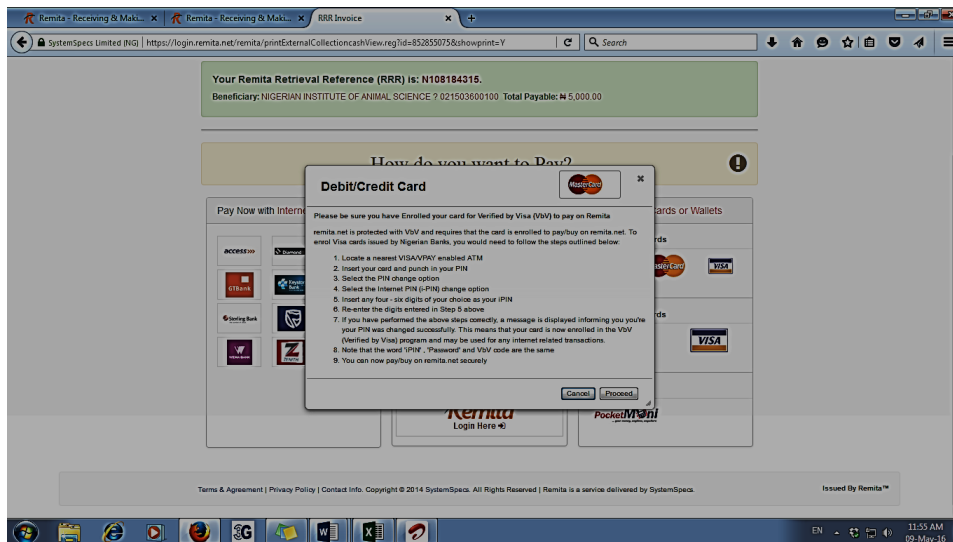 Remita - Receiving & Maki... ×
Remita - Receiving & Maki... ×
RRR Invoice ×
SystemSpecs Limited (NG) https://login.remita.net/remita/printExternalCollectioncashView.reg?id=852855075&showprint=Y
Search
Your Remita Retrieval Reference (RRR) is: N108184315.
Beneficiary: NIGERIAN INSTITUTE OF ANIMAL SCIENCE ? 021503600100 Total Payable: ₦ 5,000.00
How do you want to Pay?
Debit/Credit Card
MasterCard
Pay Now with Interne
ards or Wallets
Please be sure you have Enrolled your card for Verified by Visa (VbV) to pay on Remita
remita.net is protected with VbV and requires that the card is enrolled to pay/buy on remita.net. To
enrol Visa cards issued by Nigerian Banks, you would need to follow the steps outlined below:
1. Locate a nearest VISA/VPAY enabled ATM
2. Insert your card and punch in your PIN
3. Select the PIN change option
4. Select the Internet PIN (i-PIN) change option
5. Insert any four - six digits of your choice as your iPIN
6. Re-enter the digits entered in Step 5 above
7. If you have performed the above steps correctly, a message is displayed informing you you're
your PIN was changed successfully. This means that your card is now enrolled in the VbV
(Verified by Visa) program and may be used for any internet related transactions.
8. Note that the word 'iPIN' , 'Password' and VbV code are the same
9. You can now pay/buy on remita.net securely
Cancel Proceed
access>>>
Diamond
GTBank
Keystone
Bank
Sterling Bank
WEMA BANK
ZENITH
rds
asterCard
VISA
rds
VISA
Remita
Login Here
PocketMoni
Terms & Agreement | Privacy Policy | Contact Info. Copyright © 2014 SystemSpecs. All Rights Reserved | Remita is a service delivered by SystemSpecs.
Issued By Remita™
3G
EN
11:55 AM
09-May-16